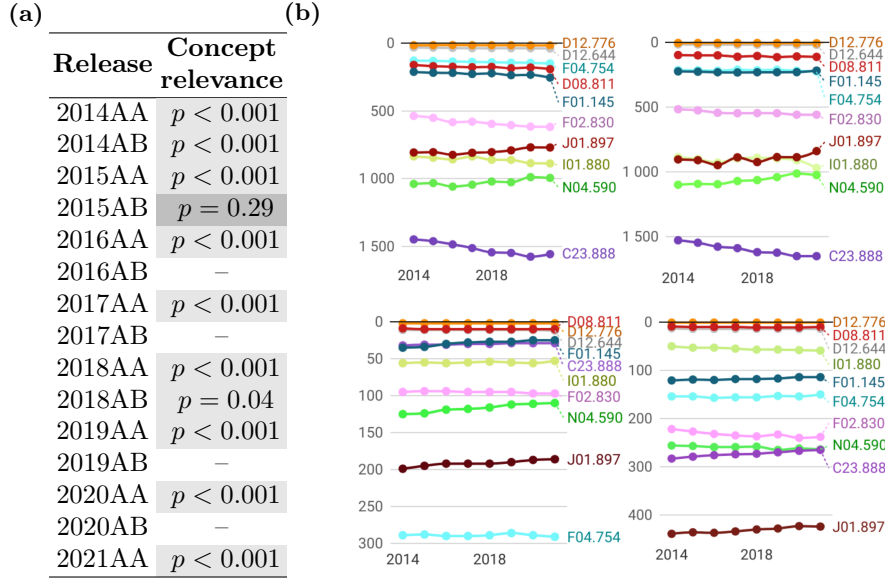 (a)
Release Concept relevance
2014AA p < 0.001
2014AB p < 0.001
2015AA p < 0.001
2015AB p = 0.29
2016AA p < 0.001
2016AB –
2017AA p < 0.001
2017AB –
2018AA p < 0.001
2018AB p = 0.04
2019AA p < 0.001
2019AB –
2020AA p < 0.001
2020AB –
2021AA p < 0.001
(b)
0
500
1 000
1 500
2014 2018
D12.776
D12.644
F04.754
D08.811
F01.145
F02.830
J01.897
I01.880
N04.590
C23.888
0
500
1 000
1 500
2014 2018
D12.776
D12.644
D08.811
F01.145
F04.754
F02.830
J01.897
I01.880
N04.590
C23.888
0
50
100
150
200
250
300
2014 2018
D08.811
D12.776
D12.644
F01.145
C23.888
I01.880
F02.830
N04.590
J01.897
F04.754
0
100
200
300
400
2014 2018
D12.776
D08.811
D12.644
I01.880
F01.145
F04.754
F02.830
N04.590
C23.888
J01.897